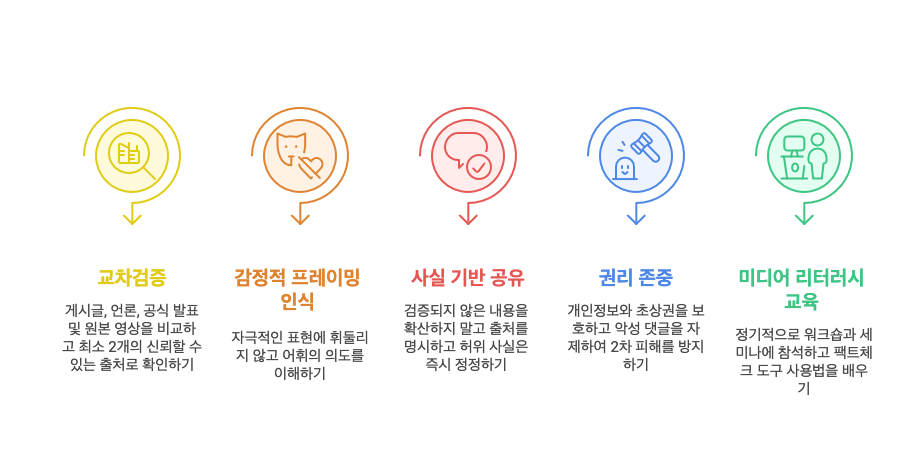 교차검증
게시글, 언론, 공식 발표
및 원본 영상을 비교하
고 최소 2개의 신뢰할 수
있는 출처로 확인하기
감정적 프레이밍
인식
자극적인 표현에 휘둘리
지 않고 어휘의 의도를
이해하기
사실 기반 공유
검증되지 않은 내용을
확산하지 말고 출처를
명시하고 허위 사실은
즉시 정정하기
권리 존중
개인정보와 초상권을 보
호하고 악성 댓글을 자
제하여 2차 피해를 방지
하기
미디어 리터러시
교육
정기적으로 워크숍과 세
미나에 참석하고 팩트체
크 도구 사용법을 배우
기